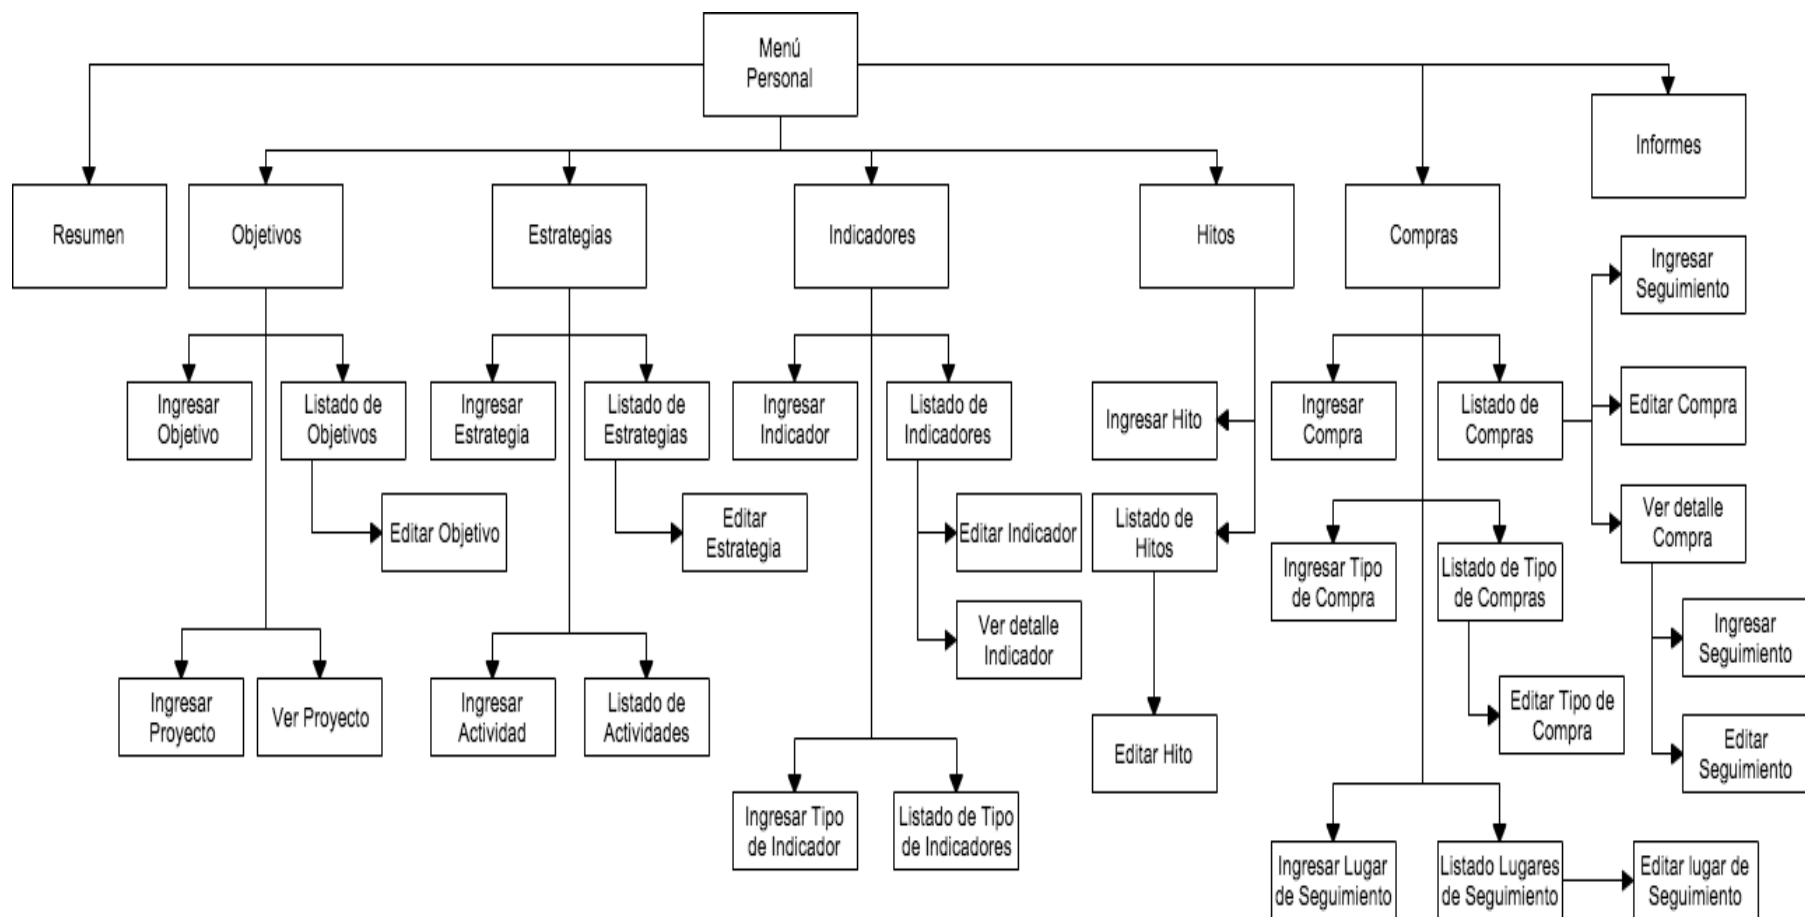 Menú
Personal
Informes
Resumen
Objetivos
Estrategias
Indicadores
Hitos
Compras
Ingresar
Seguimiento
Ingresar
Objetivo
Listado de
Objetivos
Ingresar
Estrategia
Listado de
Estrategias
Ingresar
Indicador
Listado de
Indicadores
Ingresar Hito
Ingresar
Compra
Listado de
Compras
Editar Compra
Editar Objetivo
Editar
Estrategia
Editar Indicador
Listado de
Hitos
Ingresar Tipo
de Compra
Listado de Tipo
de Compras
Ver detalle
Compra
Ver detalle
Indicador
Ingresar
Seguimiento
Ingresar
Proyecto
Ver Proyecto
Ingresar
Actividad
Listado de
Actividades
Editar Hito
Editar Tipo de
Compra
Editar
Seguimiento
Ingresar Tipo
de Indicador
Listado de Tipo
de Indicadores
Ingresar Lugar
de Seguimiento
Listado Lugares
de Seguimiento
Editar lugar de
Seguimiento